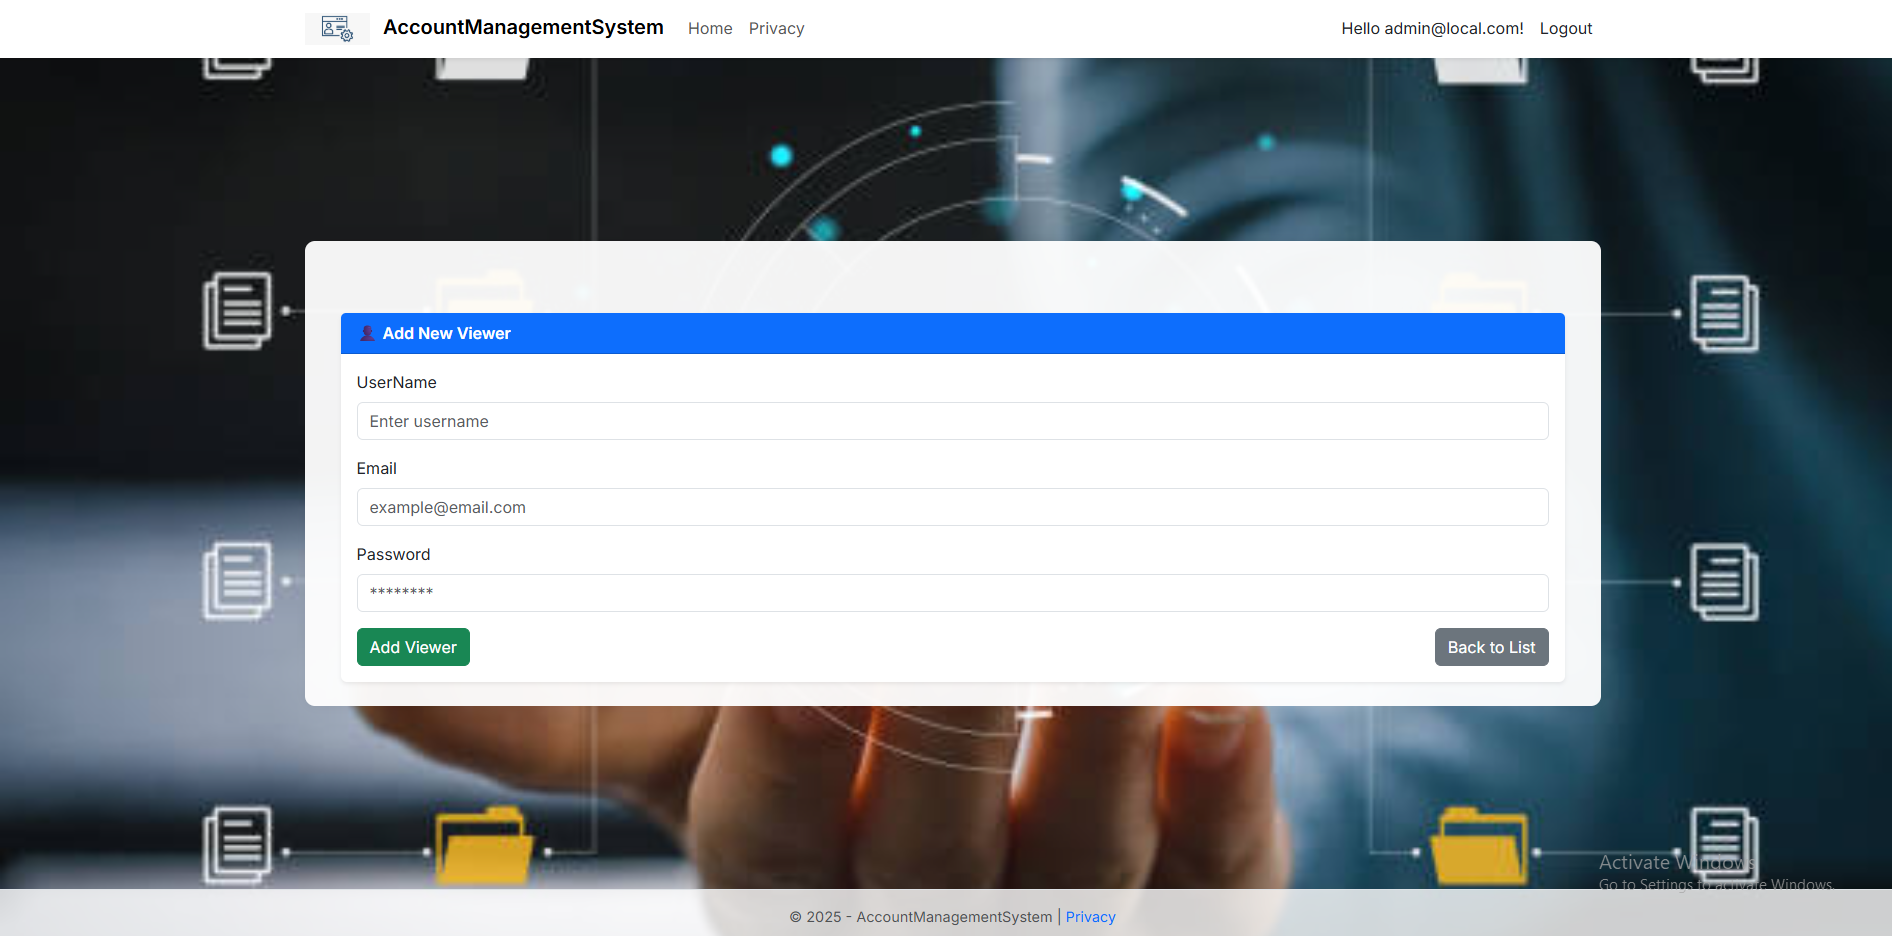 AccountManagementSystem Home Privacy Hello admin@local.com! Logout
Add New Viewer
UserName
Enter username
Email
example@email.com
Password
********
Add Viewer Back to List
Activate Windows
Go to Settings to activate Windows.
© 2025 - AccountManagementSystem | Privacy